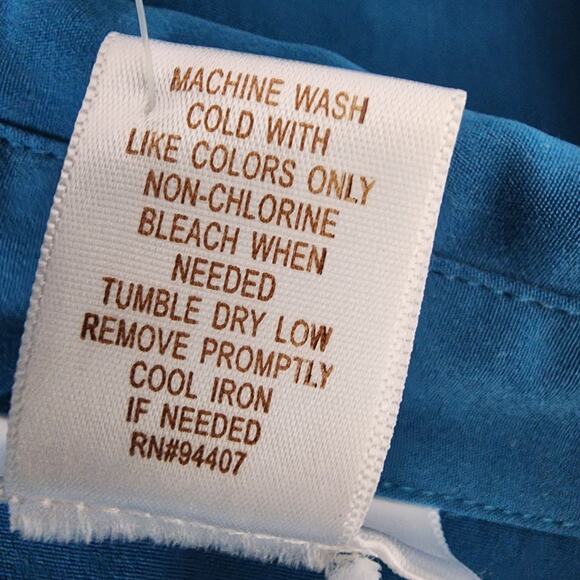 MACHINE WASH
COLD WITH
LIKE COLORS ONLY
NON-CHLORINE
BLEACH WHEN
NEEDED
TUMBLE DRY LOW
REMOVE PROMPTLY
COOL IRON
IF NEEDED
RN#94407